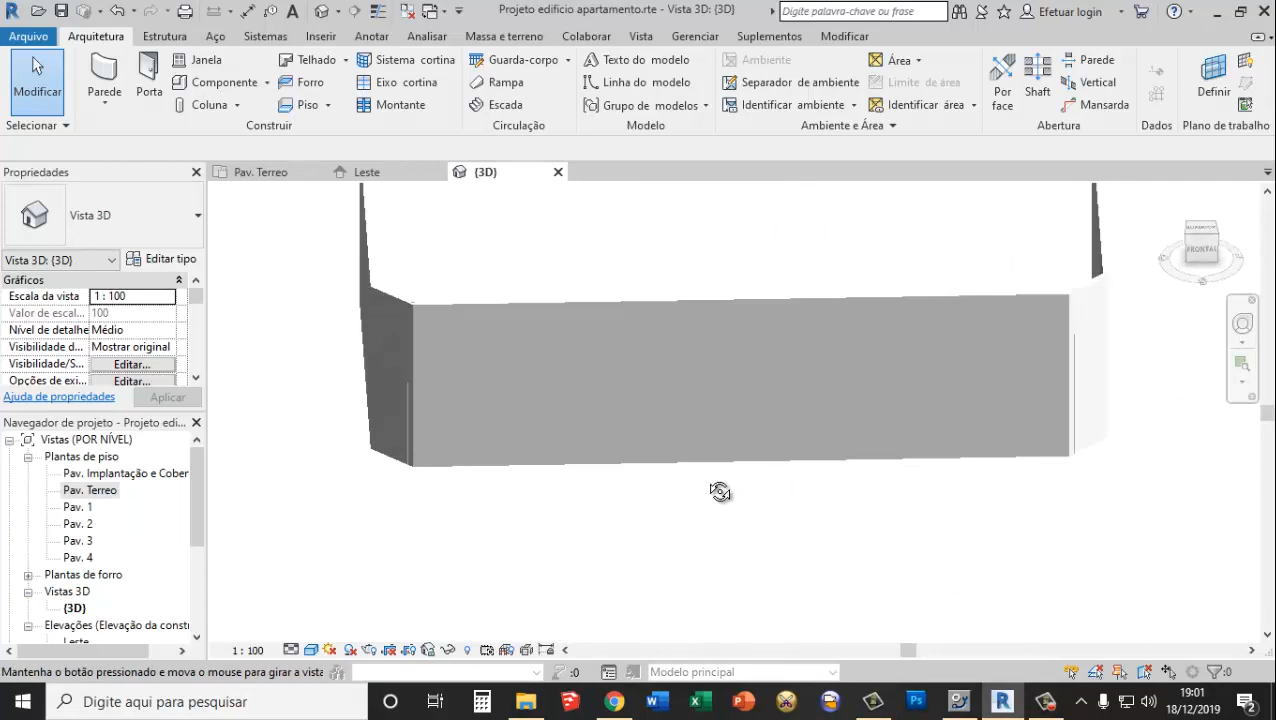 Projeto edificio apartamento.rte - Vista 3D: {3D}
Digite palavra-chave ou frase
Efetuar login
Arquivo Arquitetura Estrutura Aço Sistemas Inserir Anotar Analisar Massa e terreno Colaborar Vista Gerenciar Suplementos Modificar
Modificar
Parede
Porta
Janela
Componente
Coluna
Telhado
Forro
Piso
Sistema cortina
Eixo cortina
Montante
Guarda-corpo
Rampa
Escada
Texto do modelo
Linha do modelo
Grupo de modelos
Ambiente
Separador de ambiente
Identificar ambiente
Área
Limite de área
Identificar área
Por face
Shaft
Parede
Vertical
Mansarda
Definir
Selecionar Construir Circulação Modelo Ambiente e Área Abertura Dados Plano de trabalho
Propriedades
Pav. Terreo
Leste
{3D}
Vista 3D
Vista 3D: {3D} Editar tipo
Gráficos
Escala da vista 1 : 100
Valor de escal... 100
Nível de detalhe Médio
Visibilidade d... Mostrar original
Visibilidade/S... Editar...
Opções de exi... Editar...
Ajuda de propriedades Aplicar
Navegador de projeto - Projeto edi...
Vistas (POR NÍVEL)
Plantas de piso
Pav. Implantação e Cober
Pav. Terreo
Pav. 1
Pav. 2
Pav. 3
Pav. 4
Plantas de forro
Vistas 3D
{3D}
Elevações (Elevação da constr
Leste
FRONTAL
1 : 100
Mantenha o botão pressionado e mova o mouse para girar a vista
:0
Modelo principal
:0
Digite aqui para pesquisar
19:01
18/12/2019
2